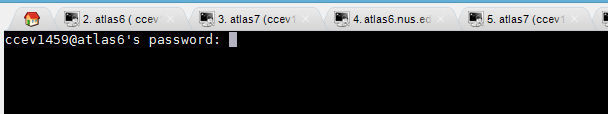 2. atlas6 ( ccev
3. atlas7 (ccev1
4. atlas6.nus.ed
5. atlas7 (ccev1
ccev1459@atlas6's password: